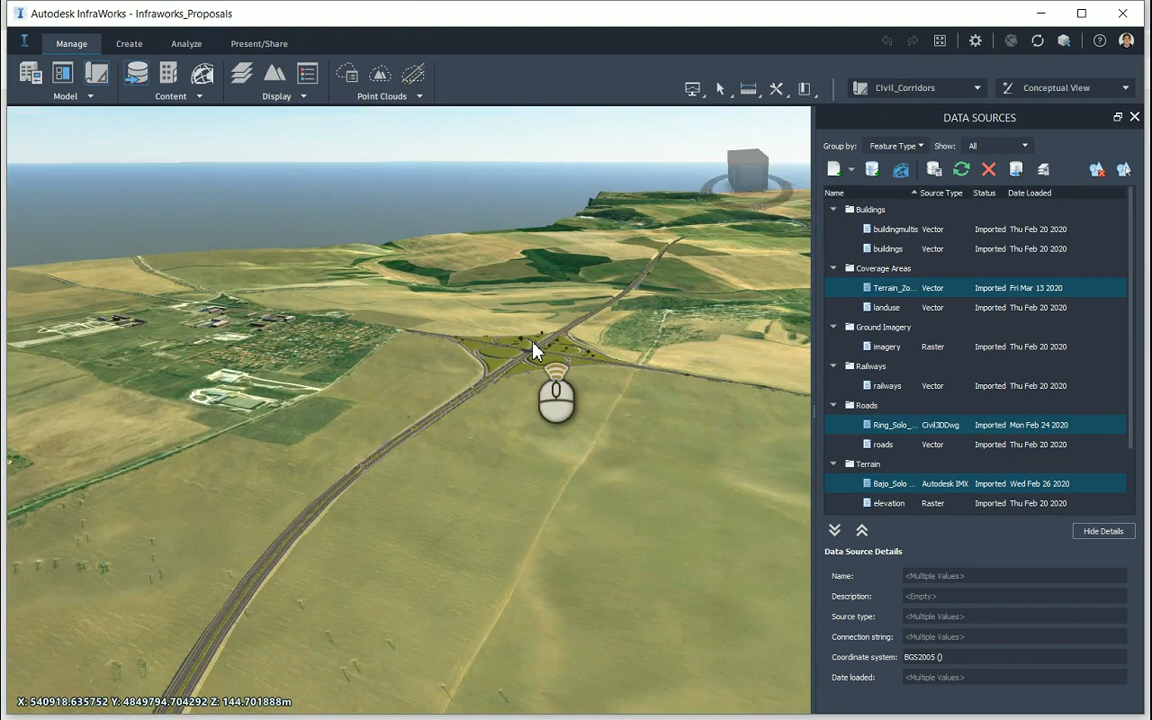 Autodesk InfraWorks - Infraworks_Proposals
Manage Create Analyze Present/Share
Model Content Display Point Clouds
Civil_Corridors Conceptual View
DATA SOURCES
Group by: Feature Type Show: All
Name Source Type Status Date Loaded
Buildings
buildingmultis Vector Imported Thu Feb 20 2020
buildings Vector Imported Thu Feb 20 2020
Coverage Areas
Terrain_Zo... Vector Imported Fri Mar 13 2020
landuse Vector Imported Thu Feb 20 2020
Ground Imagery
imagery Raster Imported Thu Feb 20 2020
Railways
railways Vector Imported Thu Feb 20 2020
Roads
Ring_Solo_... Civil3DDwg Imported Mon Feb 24 2020
roads Vector Imported Thu Feb 20 2020
Terrain
Bajo_Solo ... Autodesk IMX Imported Wed Feb 26 2020
elevation Raster Imported Thu Feb 20 2020
Hide Details
Data Source Details
Name: <Multiple Values>
Description: <Empty>
Source type: <Multiple Values>
Connection string: <Multiple Values>
Coordinate system: BGS2005 ()
Date loaded: <Multiple Values>
X: 540918.635752 Y: 4849794.704292 Z: 144.701888m